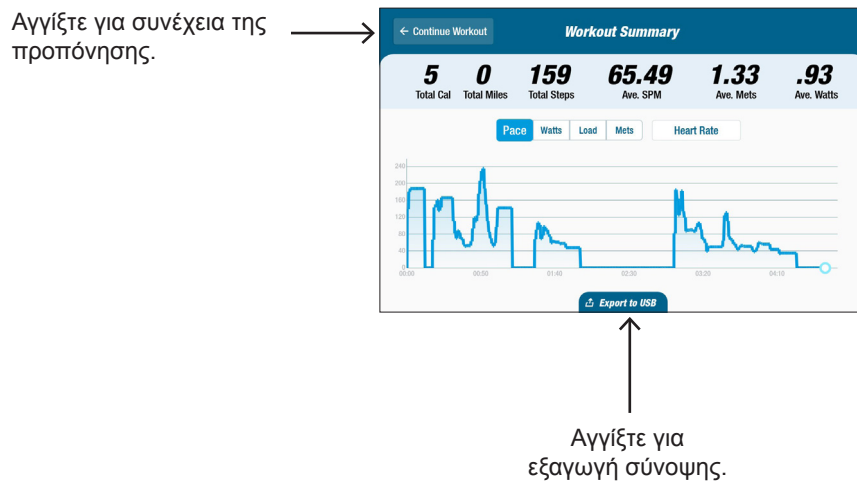 Αγγίξτε για συνέχεια της
προπόνησης.
← Continue Workout
Workout Summary
5 0 159 65.49 1.33 .93
Total Cal Total Miles Total Steps Ave. SPM Ave. Mets Ave. Watts
Pace Watts Load Mets Heart Rate
240
200
160
120
80
40
0
00:00 00:50 01:40 02:30 03:20 04:10
Export to USB
Αγγίξτε για
εξαγωγή σύνοψης.